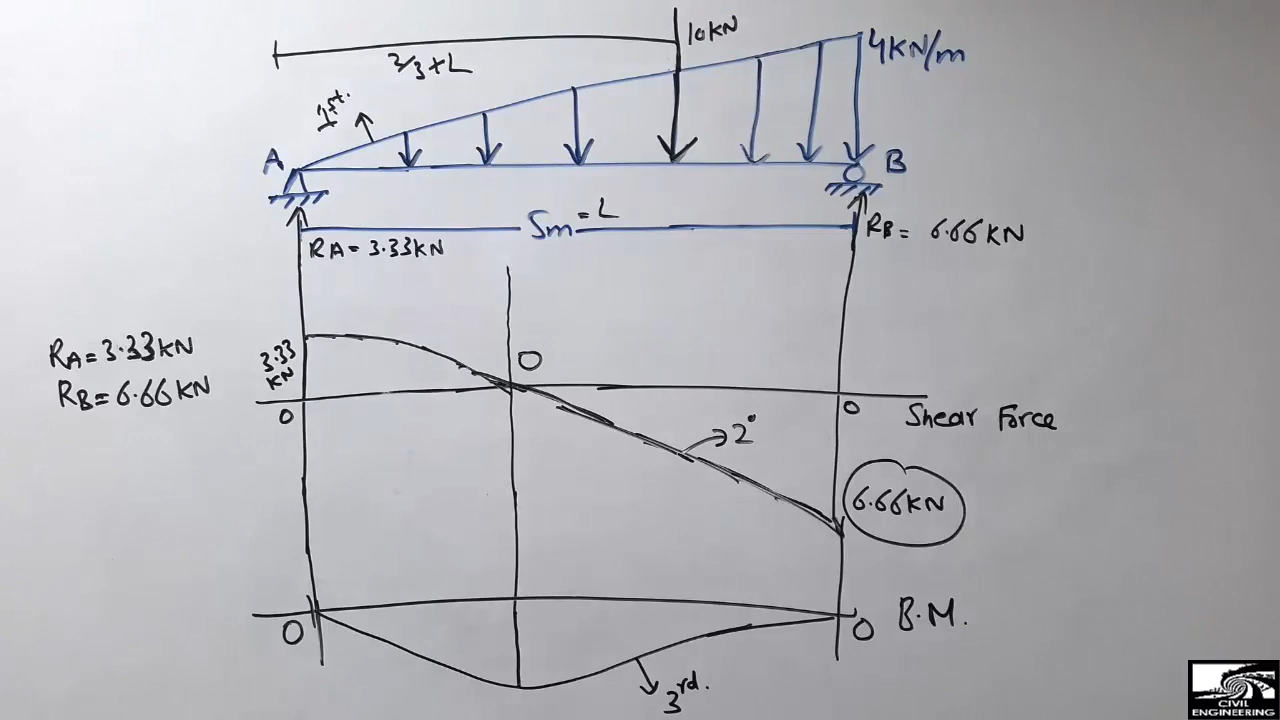 10KN
2/3 * L
4KN/m
1st.
A
B
5m = L
RA = 3.33KN
RB = 6.66KN
RA = 3.33KN
RB = 6.66KN
3.33
KN
0
0
0
Shear Force
2°
6.66KN
0
0
B.M.
3rd.
CIVIL
ENGINEERING